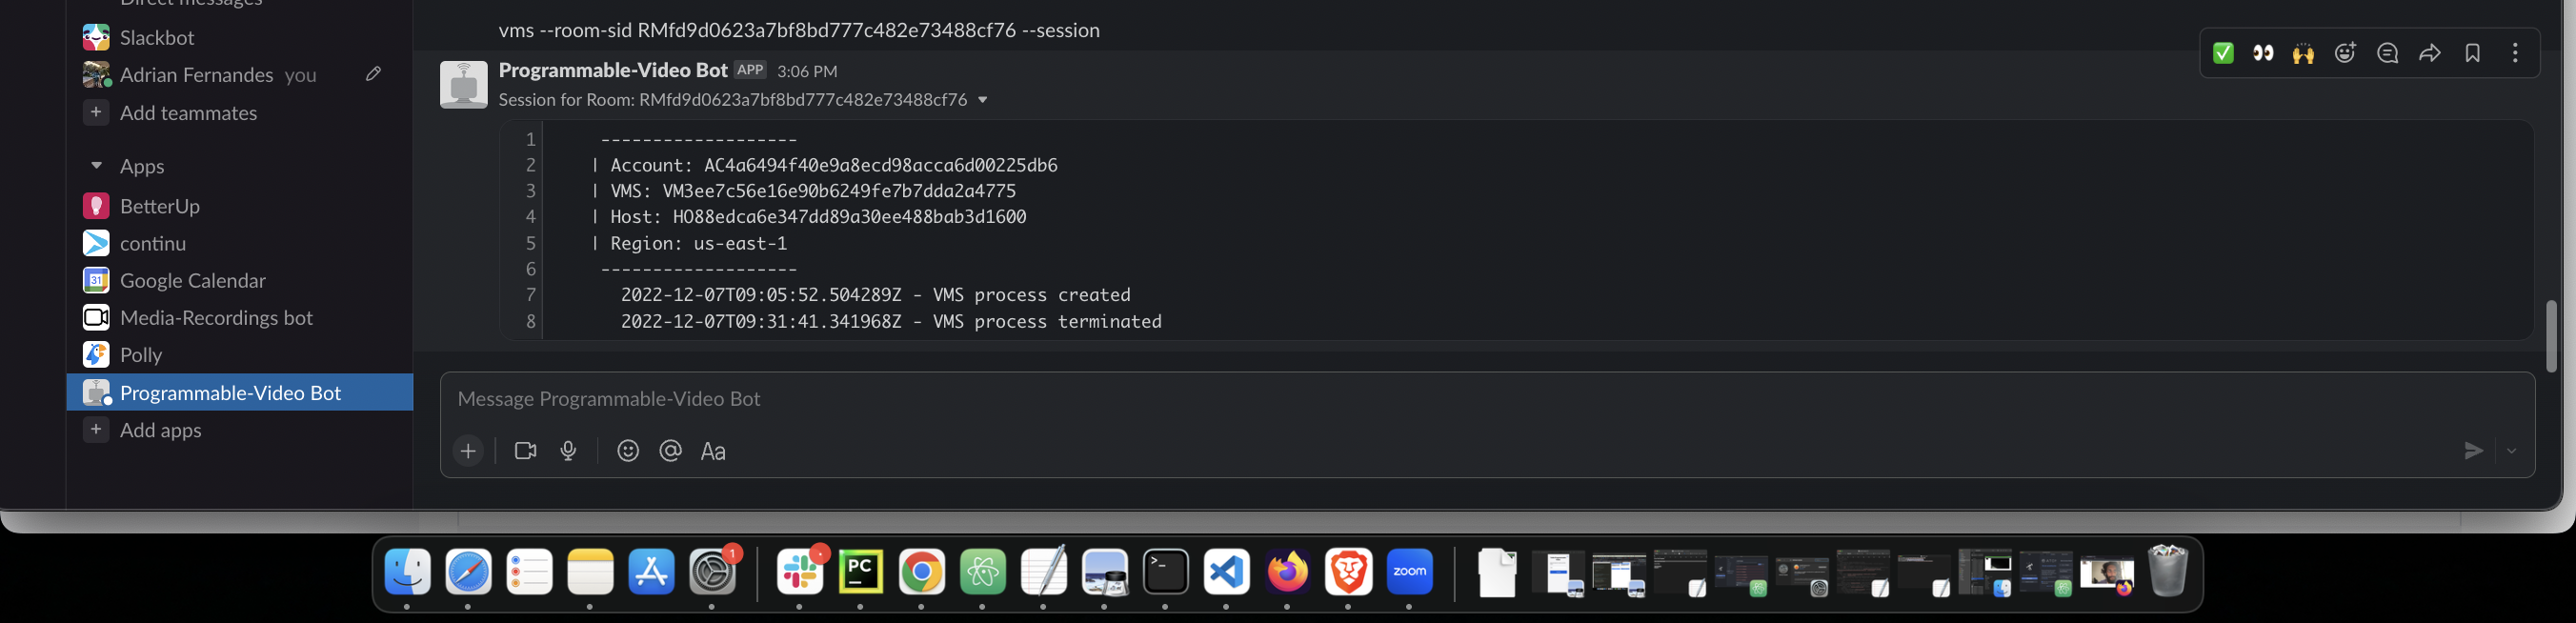 Direct messages
Slackbot
Adrian Fernandes you
Add teammates
Apps
BetterUp
continu
31
Google Calendar
Media-Recordings bot
Polly
Programmable-Video Bot
Add apps
vms --room-sid RMfd9d0623a7bf8bd777c482e73488cf76 --session
Programmable-Video Bot APP 3:06 PM
Session for Room: RMfd9d0623a7bf8bd777c482e73488cf76
1 -------------------
2 | Account: AC4a6494f40e9a8ecd98acca6d00225db6
3 | VMS: VM3ee7c56e16e90b6249fe7b7dda2a4775
4 | Host: HO88edca6e347dd89a30ee488bab3d1600
5 | Region: us-east-1
6 -------------------
7 2022-12-07T09:05:52.504289Z - VMS process created
8 2022-12-07T09:31:41.341968Z - VMS process terminated
Message Programmable-Video Bot
Aa
1
PC
>_
zoom